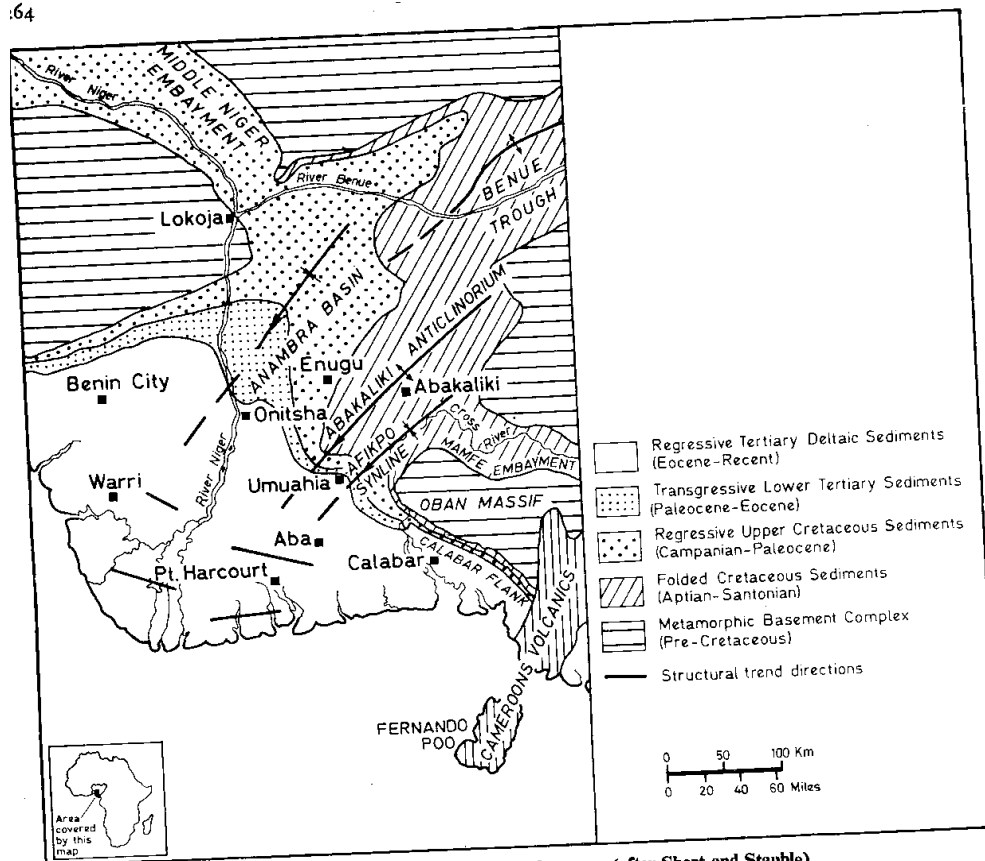 :64
MIDDLE NIGER
EMBAYMENT
River Niger
River Benue
BENUE
TROUGH
Lokoja
ANAMBRA BASIN
ABAKALIKI ANTICLINORIUM
Enugu
Abakaliki
Benin City
Onitsha
AFIKPO
SYNLINE
Cross River
MAMFE EMBAYMENT
River Niger
Warri
Umuahia
OBAN MASSIF
Aba
Calabar
CALABAR FLANK
Pt. Harcourt
CAMEROONS VOLCANICS
FERNANDO
POO
Area
covered
by this
map
Regressive Tertiary Deltaic Sediments
(Eocene-Recent)
Transgressive Lower Tertiary Sediments
(Paleocene-Eocene)
Regressive Upper Cretaceous Sediments
(Campanian-Paleocene)
Folded Cretaceous Sediments
(Aptian-Santonian)
Metamorphic Basement Complex
(Pre-Cretaceous)
Structural trend directions
0 50 100 Km
0 20 40 60 Miles
Short and Stauble)